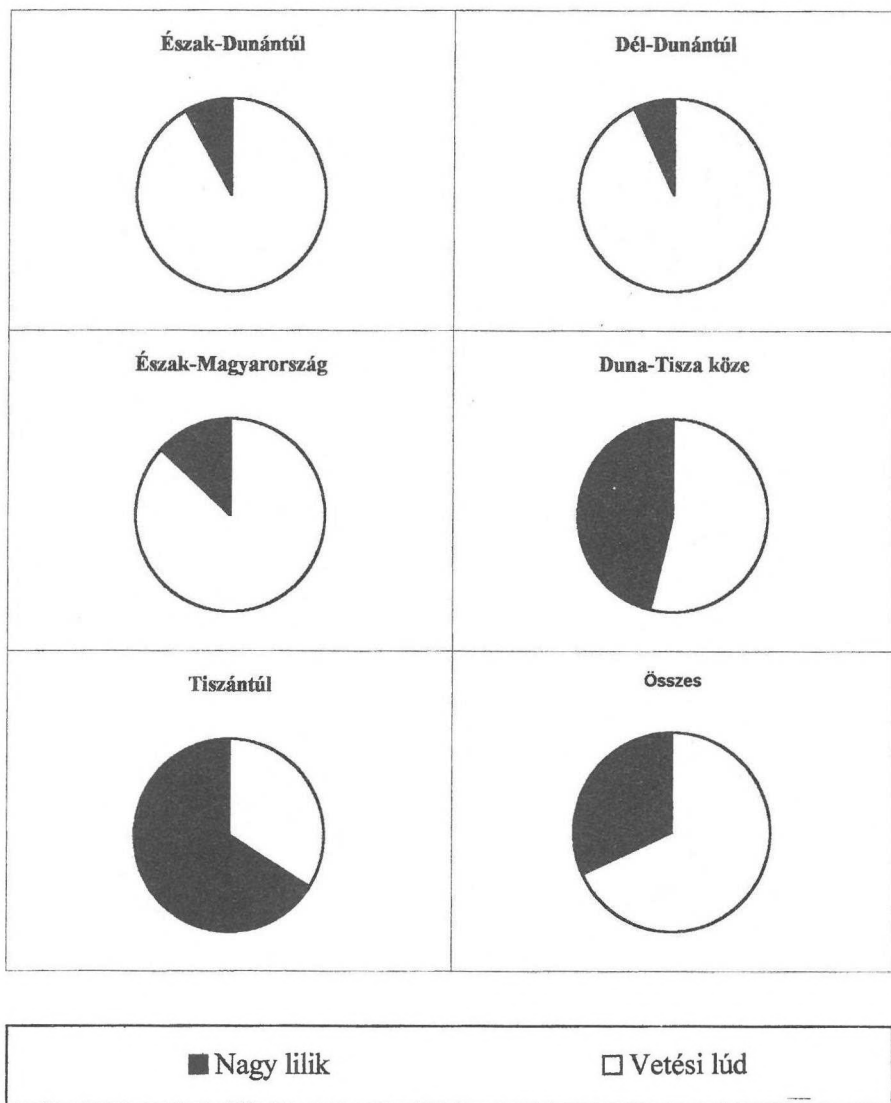 Észak-Dunántúl
Dél-Dunántúl
Észak-Magyarország
Duna-Tisza köze
Tiszántúl
Összes
Nagy lilik
Vetési lúd